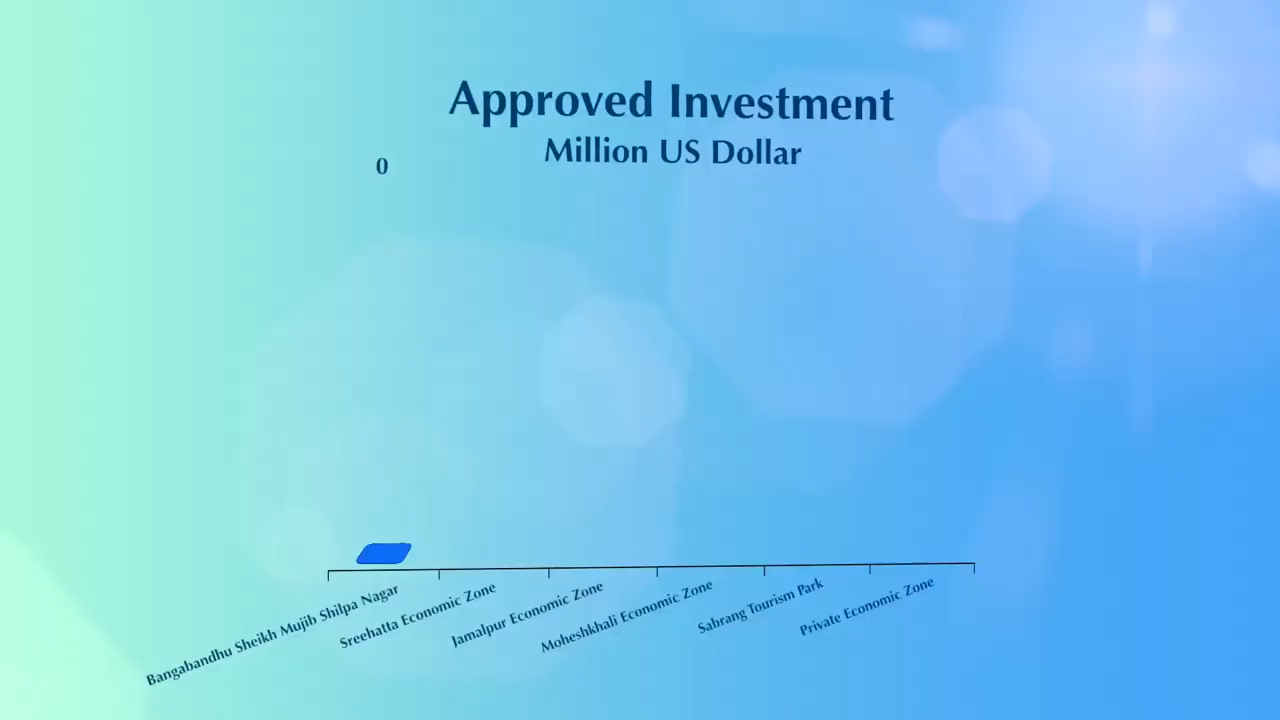 Approved Investment
Million US Dollar
0
Bangabandhu Sheikh Mujib Shilpa Nagar
Sreehatta Economic Zone
Jamalpur Economic Zone
Moheshkhali Economic Zone
Sabrang Tourism Park
Private Economic Zone